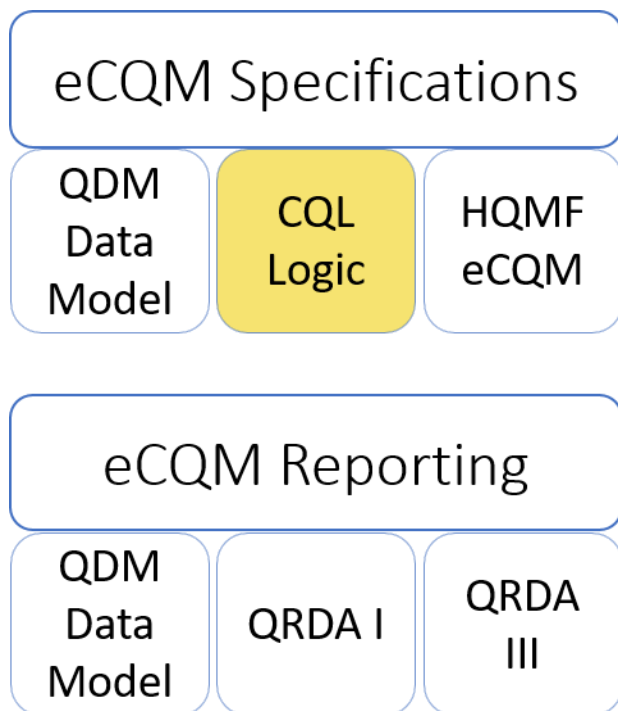 eCQM Specifications
QDM
Data
Model
CQL
Logic
HQMF
eCQM
eCQM Reporting
QDM
Data
Model
QRDA I
QRDA
III